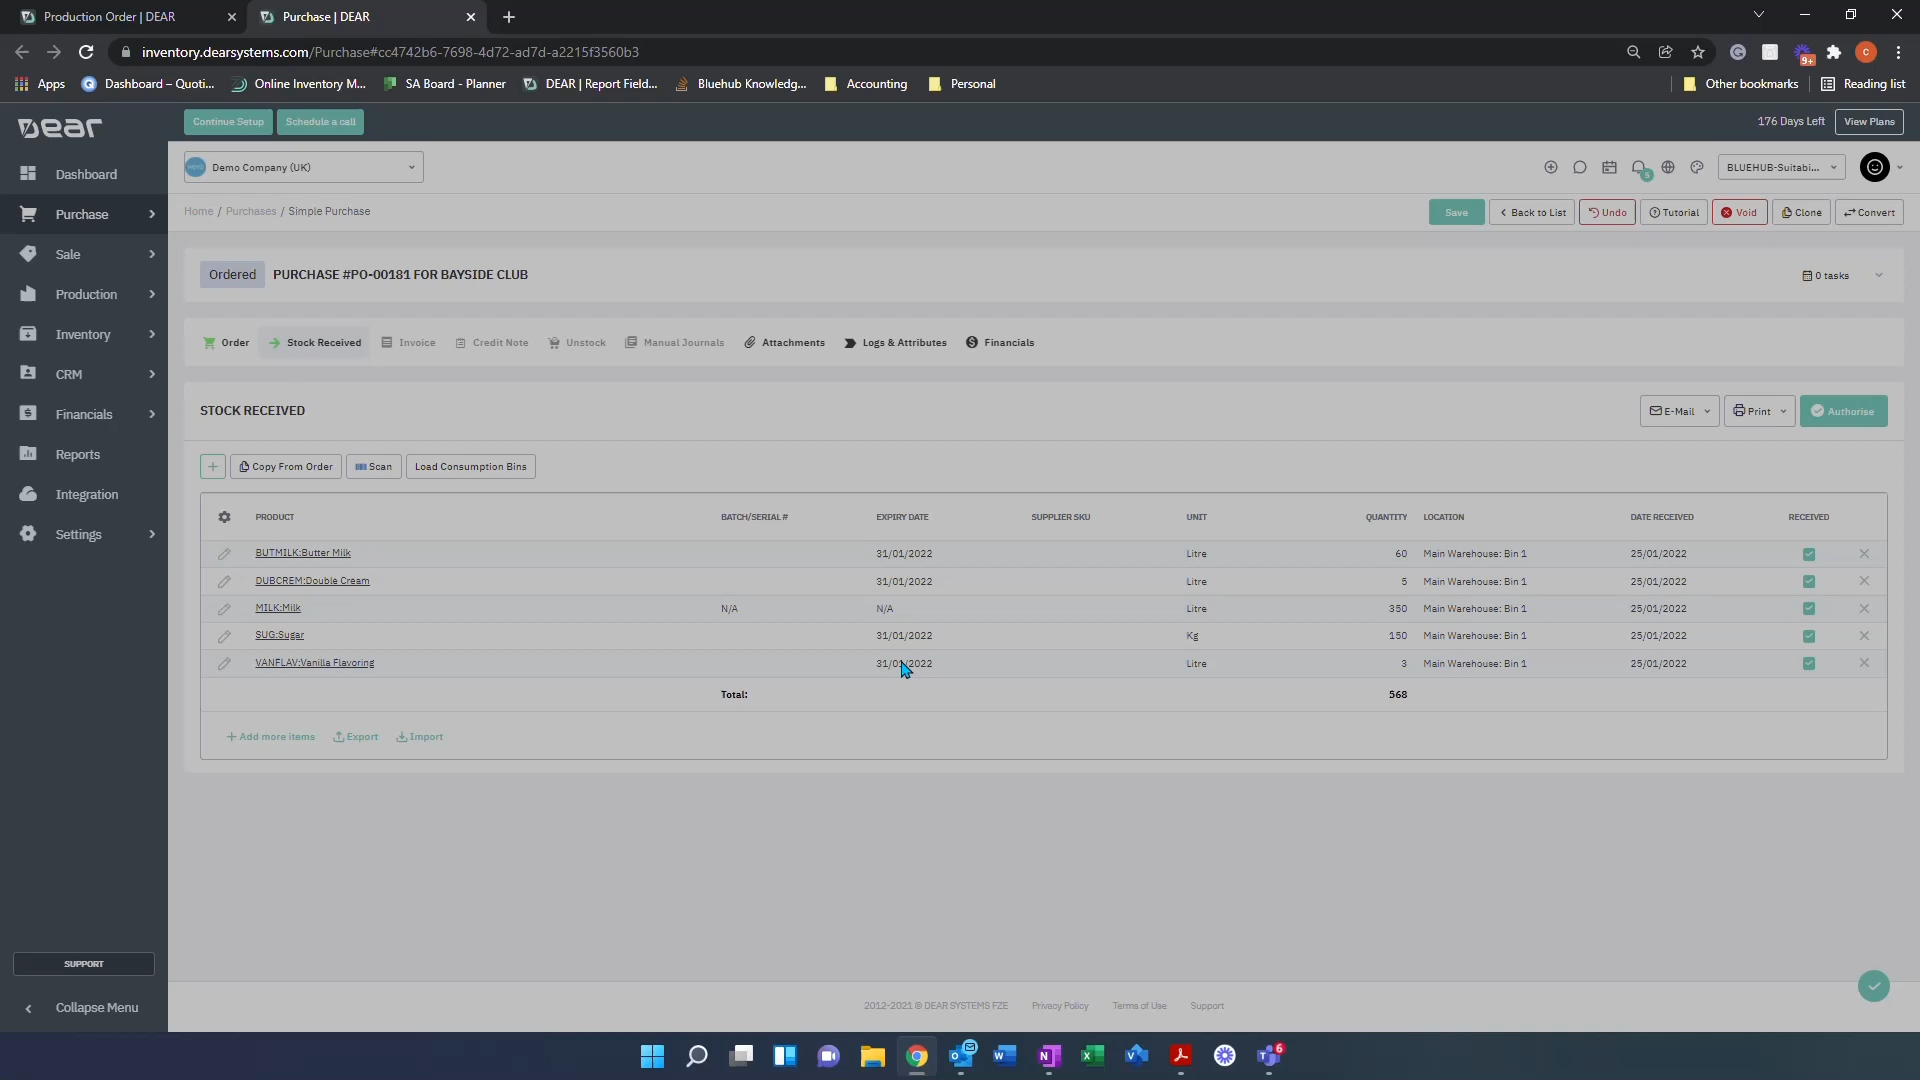 Production Order | DEAR
Purchase | DEAR
inventory.dearsystems.com/Purchase#cc4742b6-7698-4d72-ad7d-a2215f3560b3
C
9+
Apps
Dashboard – Quoti...
Online Inventory M...
SA Board - Planner
DEAR | Report Field...
Bluehub Knowledg...
Accounting
Personal
Other bookmarks
Reading list
Dear
Continue Setup
Schedule a call
176 Days Left
View Plans
Dashboard
Purchase
Sale
Production
Inventory
CRM
Financials
Reports
Integration
Settings
SUPPORT
Collapse Menu
Demo Company (UK)
5
BLUEHUB-Suitabi...
Home / Purchases / Simple Purchase
Save
Back to List
Undo
Tutorial
Void
Clone
Convert
Ordered PURCHASE #PO-00181 FOR BAYSIDE CLUB
0 tasks
Order
Stock Received
Invoice
Credit Note
Unstock
Manual Journals
Attachments
Logs & Attributes
Financials
STOCK RECEIVED
E-Mail
Print
Authorise
+ Copy From Order Scan Load Consumption Bins
PRODUCT BATCH/SERIAL # EXPIRY DATE SUPPLIER SKU UNIT QUANTITY LOCATION DATE RECEIVED RECEIVED
BUTMILK:Butter Milk 31/01/2022 Litre 60 Main Warehouse: Bin 1 25/01/2022
DUBCREM:Double Cream 31/01/2022 Litre 5 Main Warehouse: Bin 1 25/01/2022
MILK:Milk N/A N/A Litre 350 Main Warehouse: Bin 1 25/01/2022
SUG:Sugar 31/01/2022 Kg 150 Main Warehouse: Bin 1 25/01/2022
VANFLAV:Vanilla Flavoring 31/01/2022 Litre 3 Main Warehouse: Bin 1 25/01/2022
Total: 568
+ Add more items Export Import
2012-2021 © DEAR SYSTEMS FZE Privacy Policy Terms of Use Support
6